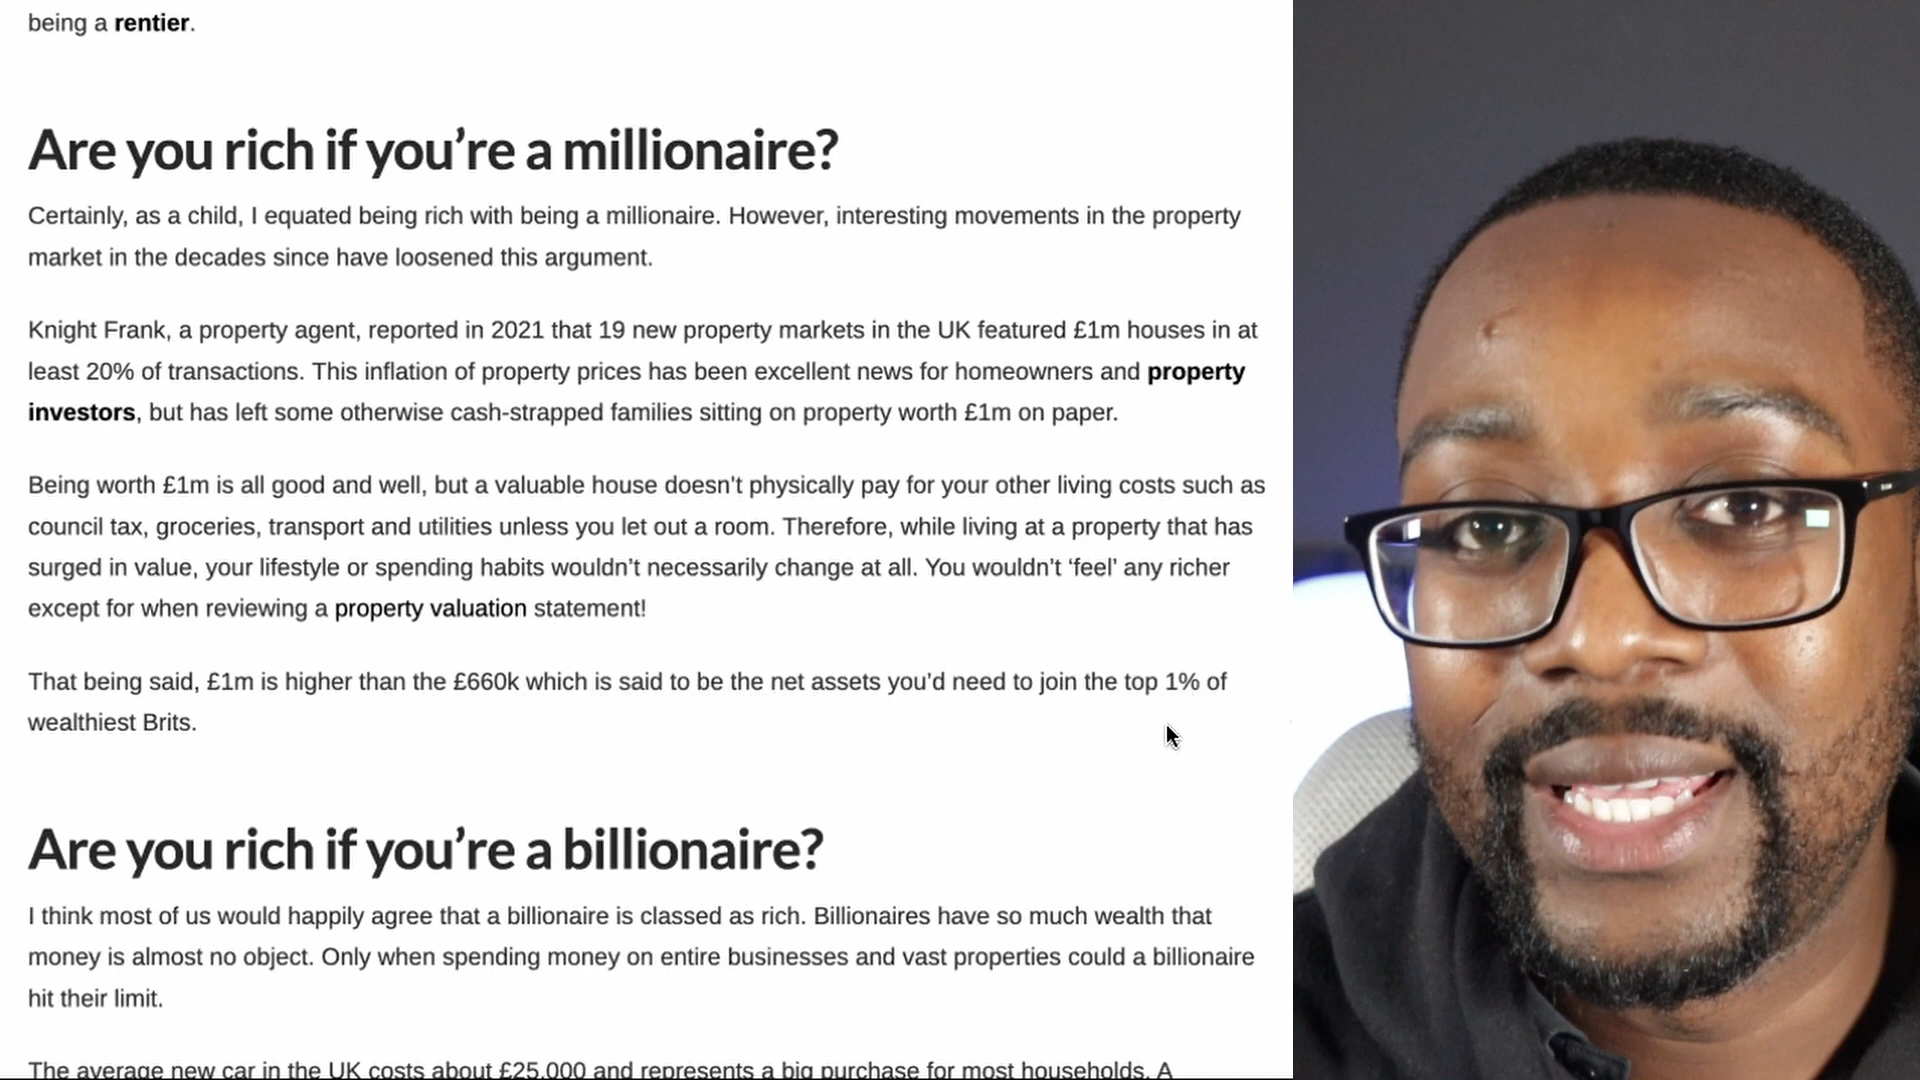 being a rentier.
Are you rich if you’re a millionaire?
Certainly, as a child, I equated being rich with being a millionaire. However, interesting movements in the property
market in the decades since have loosened this argument.
Knight Frank, a property agent, reported in 2021 that 19 new property markets in the UK featured £1m houses in at
least 20% of transactions. This inflation of property prices has been excellent news for homeowners and property
investors, but has left some otherwise cash-strapped families sitting on property worth £1m on paper.
Being worth £1m is all good and well, but a valuable house doesn't physically pay for your other living costs such as
council tax, groceries, transport and utilities unless you let out a room. Therefore, while living at a property that has
surged in value, your lifestyle or spending habits wouldn’t necessarily change at all. You wouldn’t ‘feel’ any richer
except for when reviewing a property valuation statement!
That being said, £1m is higher than the £660k which is said to be the net assets you’d need to join the top 1% of
wealthiest Brits.
Are you rich if you’re a billionaire?
I think most of us would happily agree that a billionaire is classed as rich. Billionaires have so much wealth that
money is almost no object. Only when spending money on entire businesses and vast properties could a billionaire
hit their limit.
The average new car in the UK costs about £25,000 and represents a big purchase for most households. A